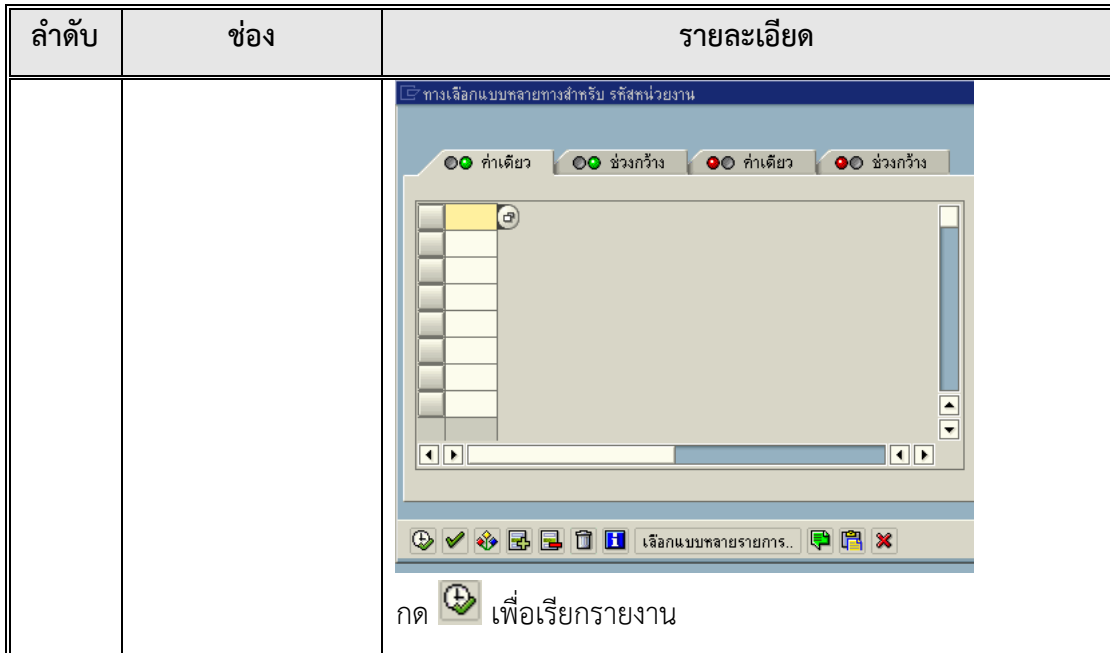 ลำดับ ช่อง รายละเอียด
ทางเลือกแบบหลายทางสำหรับ รหัสหน่วยงาน
ค่าเดียว ช่วงกว้าง ค่าเดียว ช่วงกว้าง
เลือกแบบหลายรายการ..
กด เพื่อเรียกรายงาน